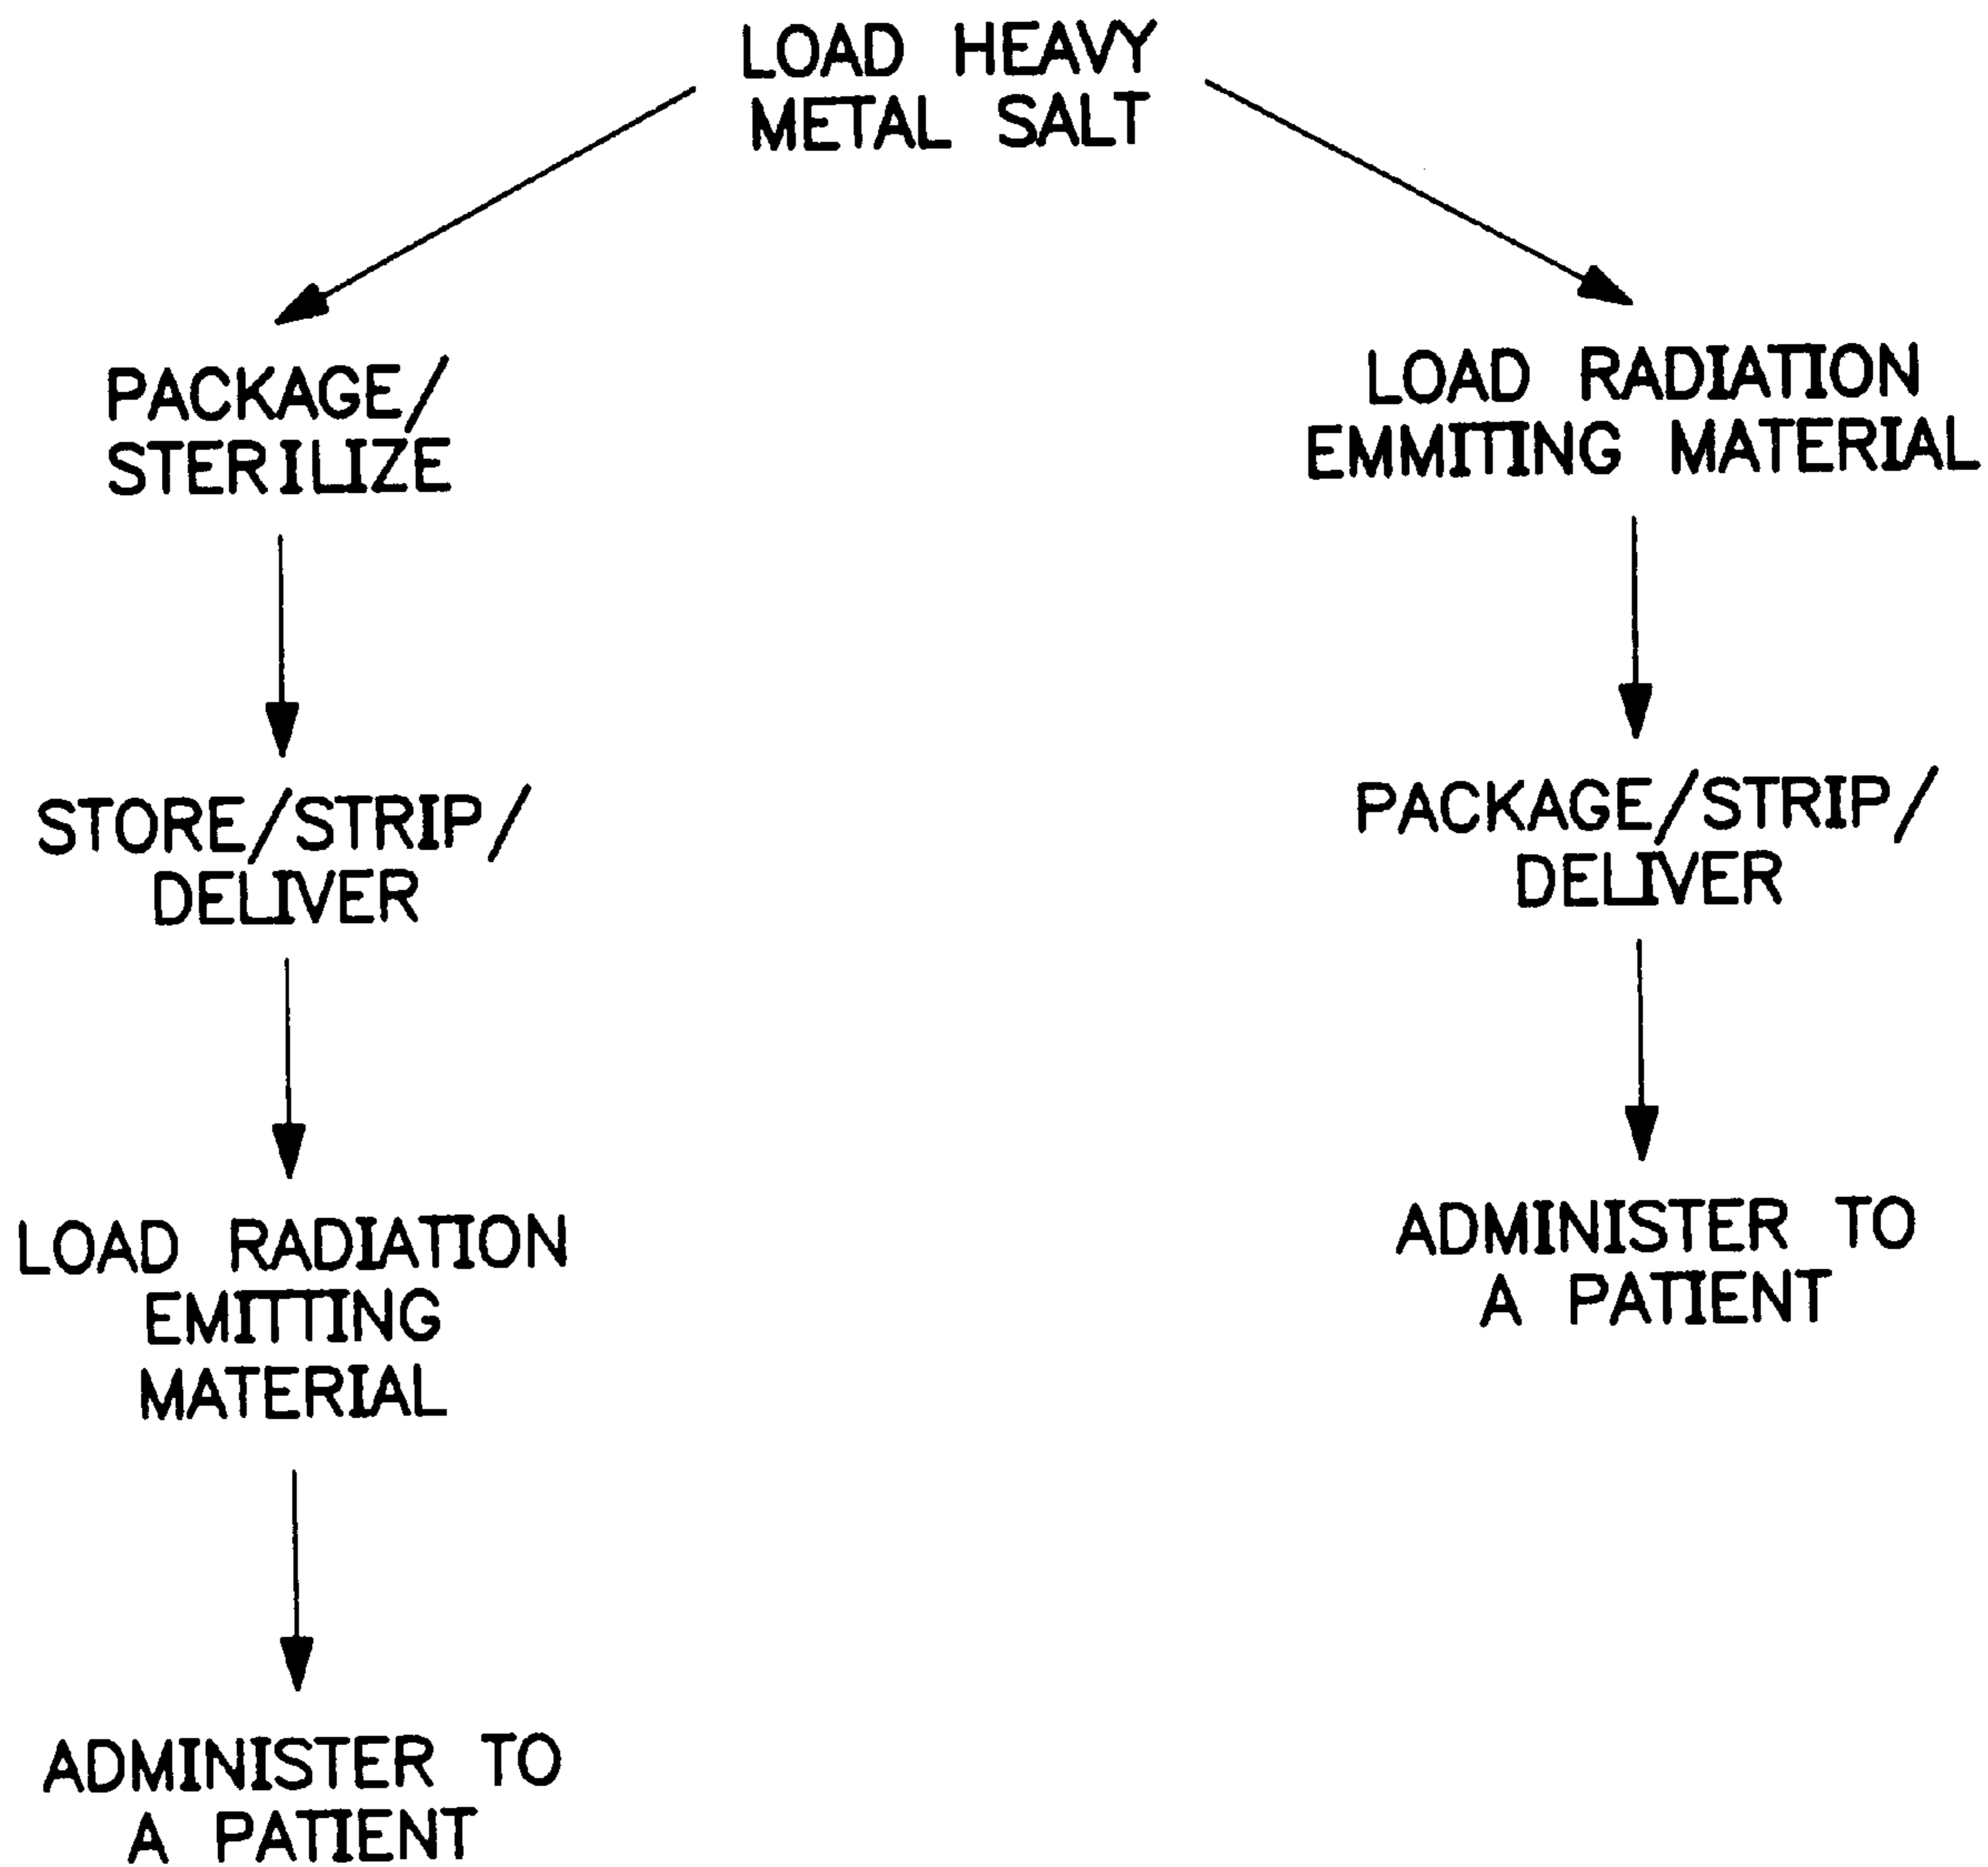 LOAD HEAVY
METAL SALT
PACKAGE/
STERILIZE
STORE/STRIP/
DELIVER
LOAD RADIATION
EMITTING
MATERIAL
ADMINISTER TO
A PATIENT
LOAD RADIATION
EMMITING MATERIAL
PACKAGE/STRIP/
DELIVER
ADMINISTER TO
A PATIENT